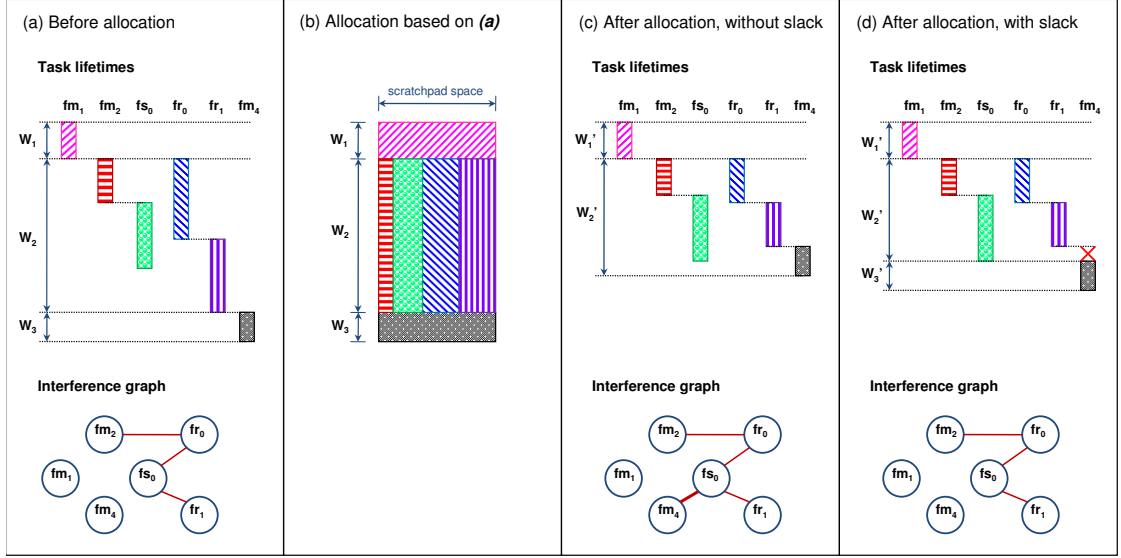 (a) Before allocation
Task lifetimes
fm₁ fm₂ fs₀ fr₀ fr₁ fm₄
W₁
W₂
W₃
Interference graph
fm₂ fr₀
fm₁ fs₀
fm₄ fr₁
(b) Allocation based on (a)
scratchpad space
W₁
W₂
W₃
(c) After allocation, without slack
Task lifetimes
fm₁ fm₂ fs₀ fr₀ fr₁ fm₄
W₁'
W₂'
Interference graph
fm₂ fr₀
fm₁ fs₀
fm₄ fr₁
(d) After allocation, with slack
Task lifetimes
fm₁ fm₂ fs₀ fr₀ fr₁ fm₄
W₁'
W₂'
W₃'
Interference graph
fm₂ fr₀
fm₁ fs₀
fm₄ fr₁